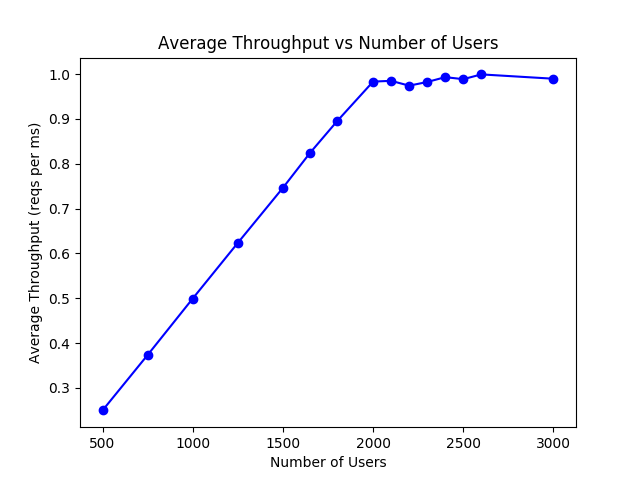 Average Throughput vs Number of Users
1.0
0.9
0.8
0.7
0.6
0.5
0.4
0.3
Average Throughput (reqs per ms)
500 1000 1500 2000 2500 3000
Number of Users